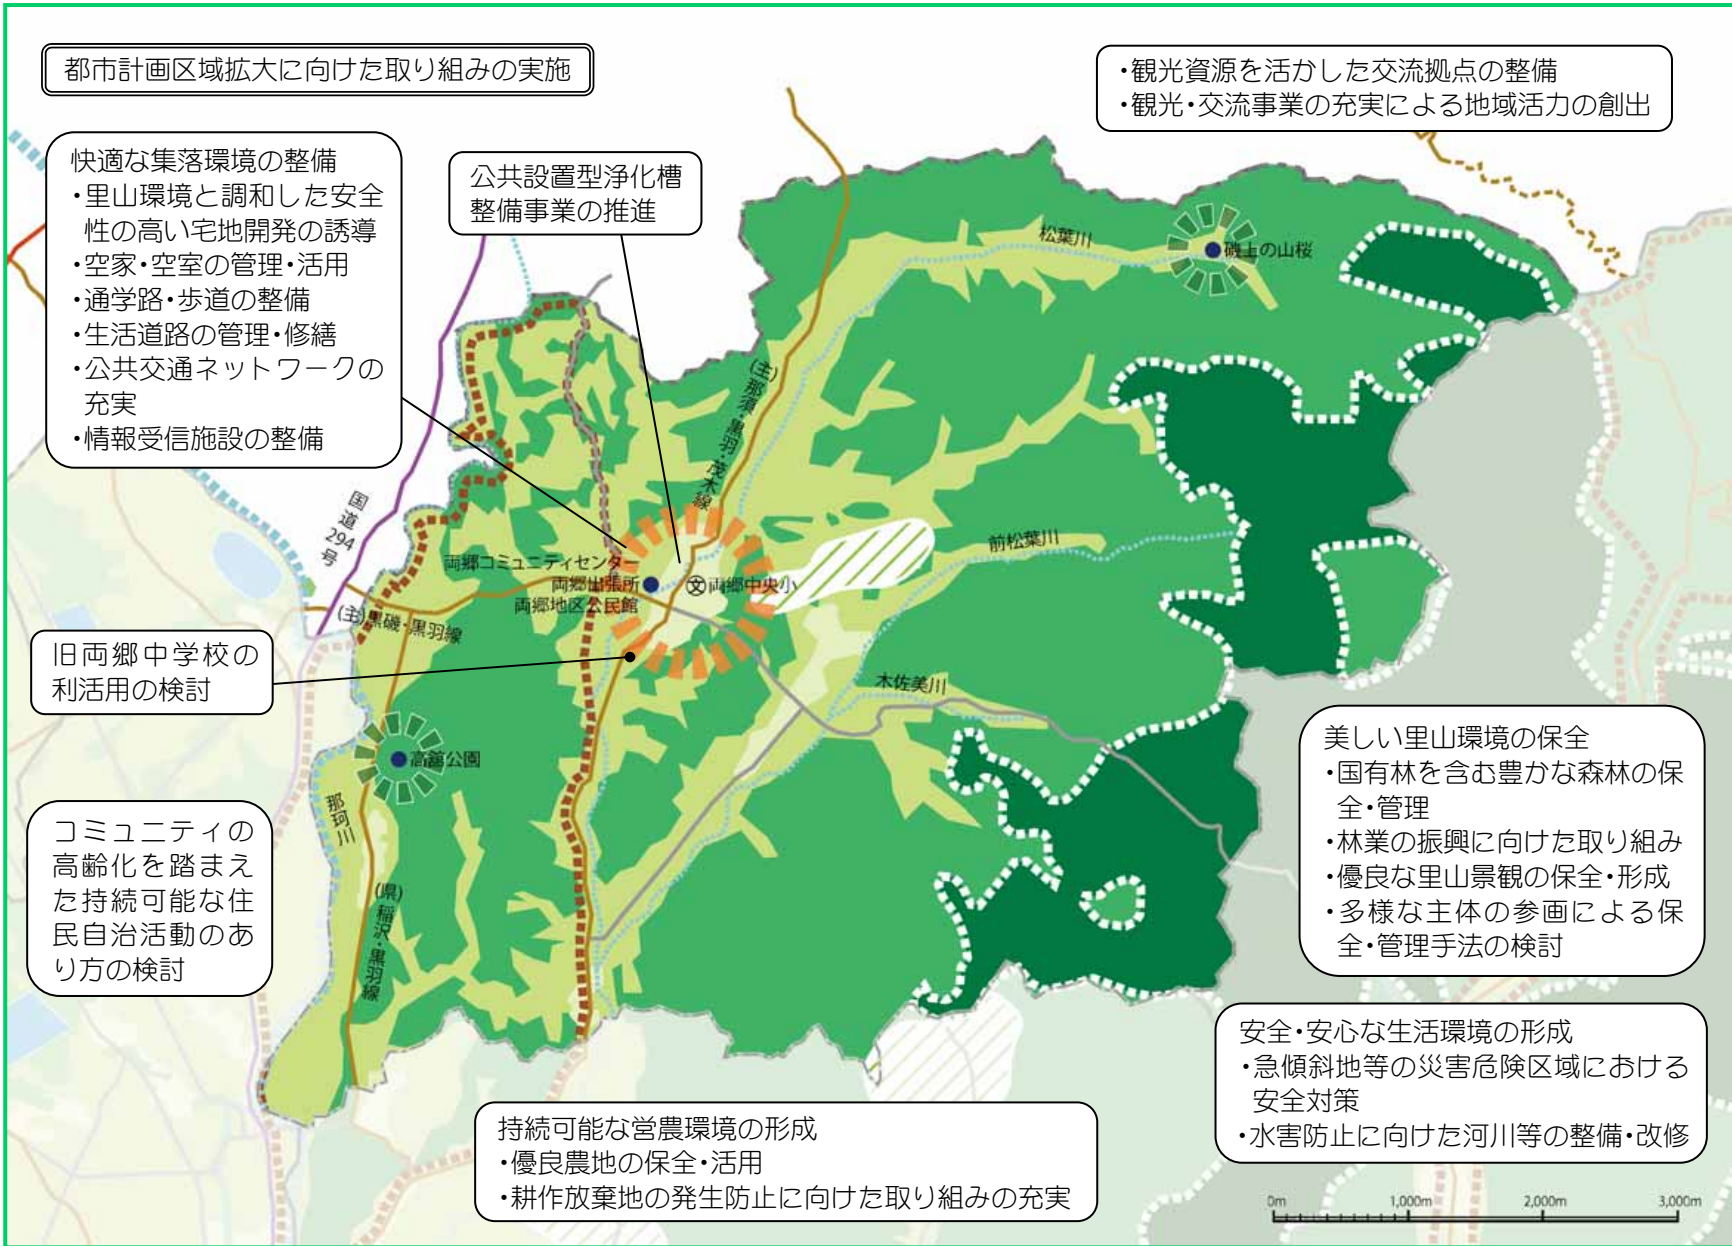 都市計画区域拡大に向けた取り組みの実施
・観光資源を活かした交流拠点の整備
・観光・交流事業の充実による地域活力の創出
快適な集落環境の整備
・里山環境と調和した安全
性の高い宅地開発の誘導
・空家・空室の管理・活用
・通学路・歩道の整備
・生活道路の管理・修繕
・公共交通ネットワークの
充実
・情報受信施設の整備
公共設置型浄化槽
整備事業の推進
松葉川
磯上の山桜
(主)那須・黒羽・茂木線
国道294号
前松葉川
両郷コミュニティセンター
両郷出張所
両郷地区公民館
文
両郷中央小
(主)黒磯・黒羽線
旧両郷中学校の
利活用の検討
木佐美川
高舘公園
那珂川
(県)稲沢・黒羽線
コミュニティの
高齢化を踏まえ
た持続可能な住
民自治活動のあ
り方の検討
美しい里山環境の保全
・国有林を含む豊かな森林の保
全・管理
・林業の振興に向けた取り組み
・優良な里山景観の保全・形成
・多様な主体の参画による保
全・管理手法の検討
安全・安心な生活環境の形成
・急傾斜地等の災害危険区域における
安全対策
・水害防止に向けた河川等の整備・改修
持続可能な営農環境の形成
・優良農地の保全・活用
・耕作放棄地の発生防止に向けた取り組みの充実
0m 1,000m 2,000m 3,000m